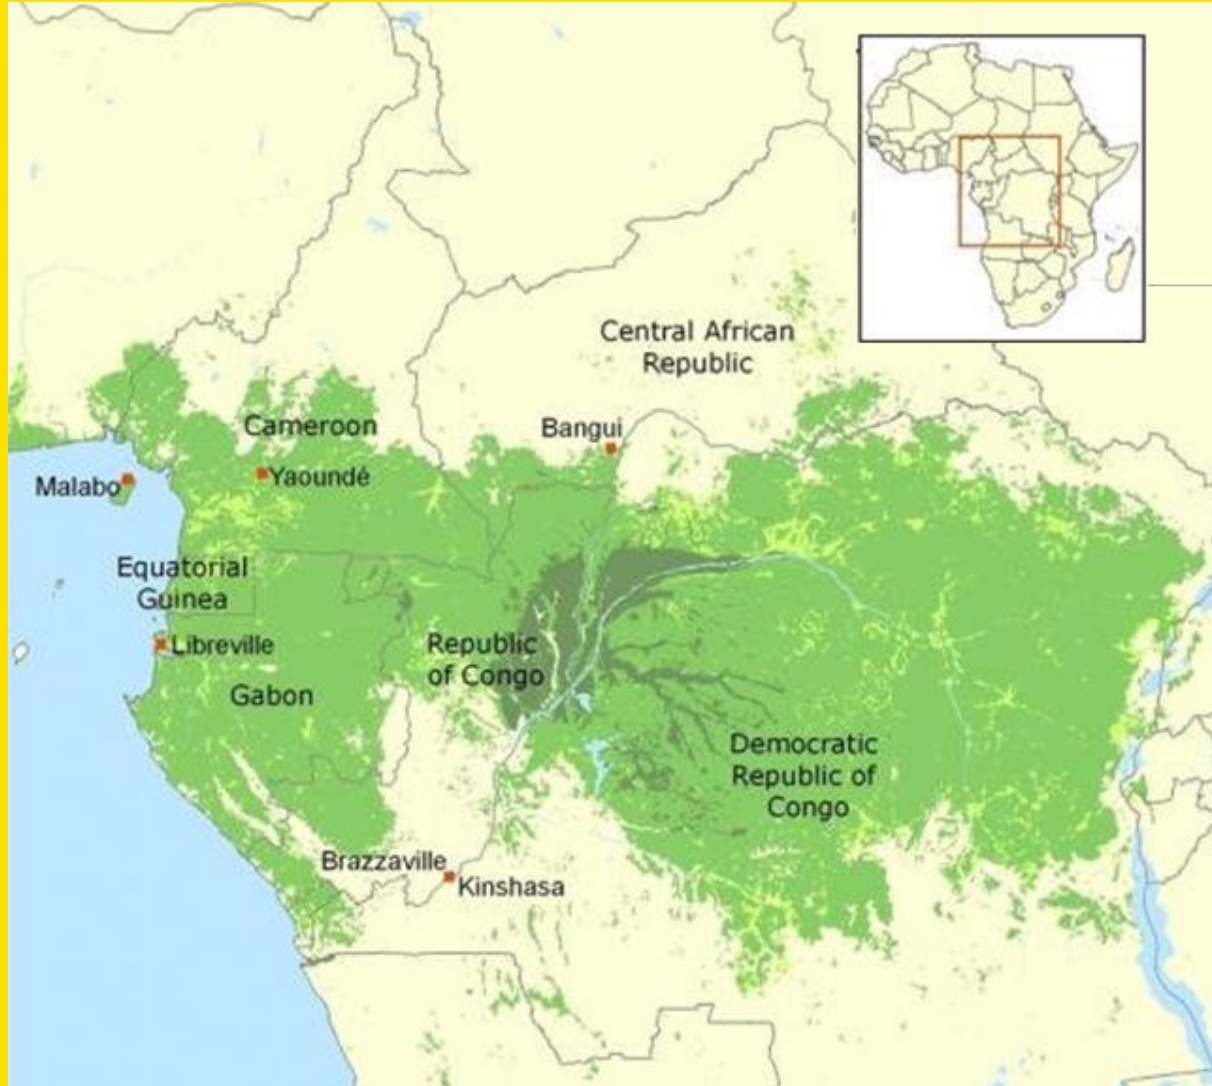 Central African
Republic
Cameroon
Bangui
Yaoundé
Malabo
Equatorial
Guinea
Libreville
Republic
of Congo
Gabon
Democratic
Republic of
Congo
Brazzaville
Kinshasa